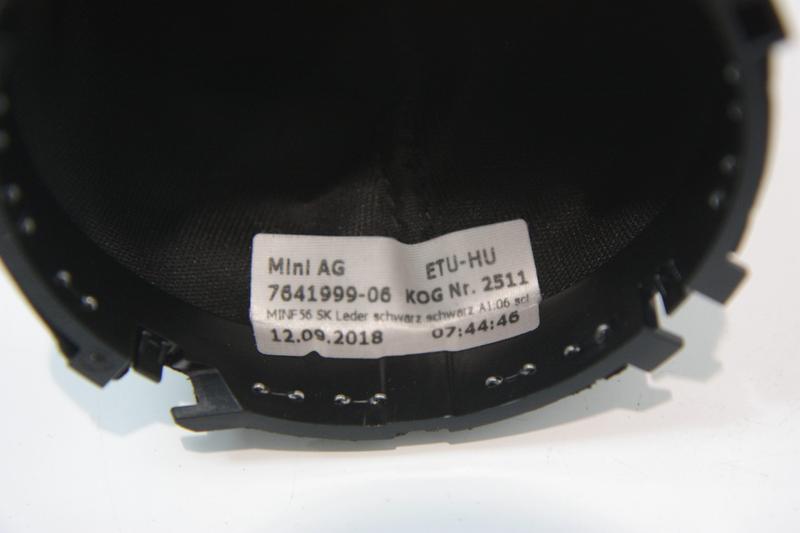 Mini AG ETU-HU
7641999-06 KOG Nr. 2511
MINF56 SK Leder schwarz schwarz A1:06 scl
12.09.2018 07:44:46